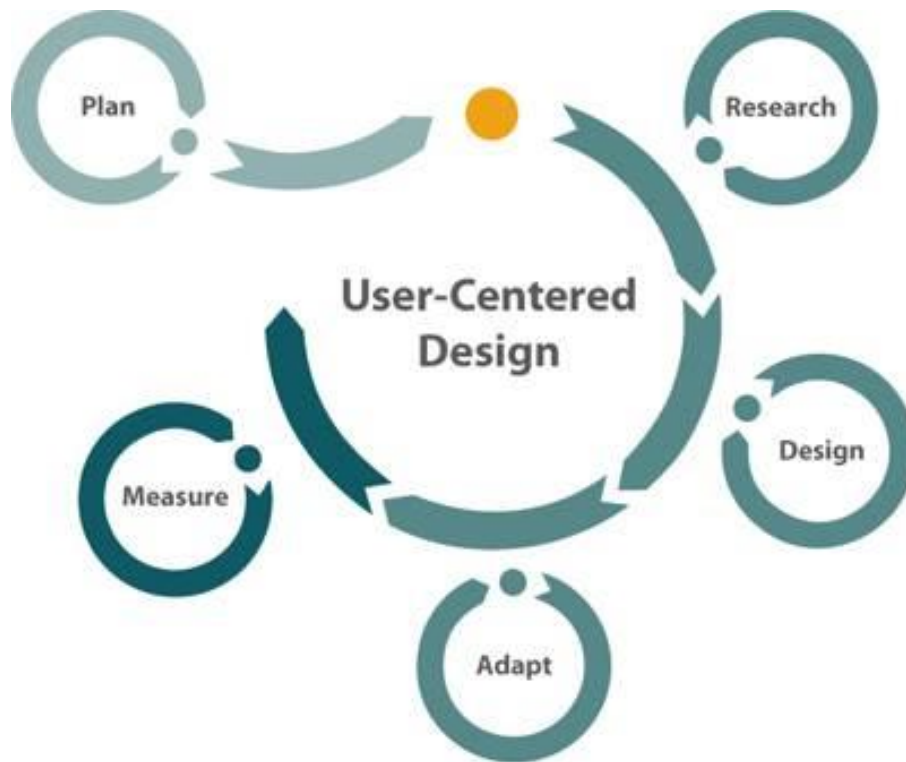 Plan
Research
User-Centered
Design
Design
Measure
Adapt